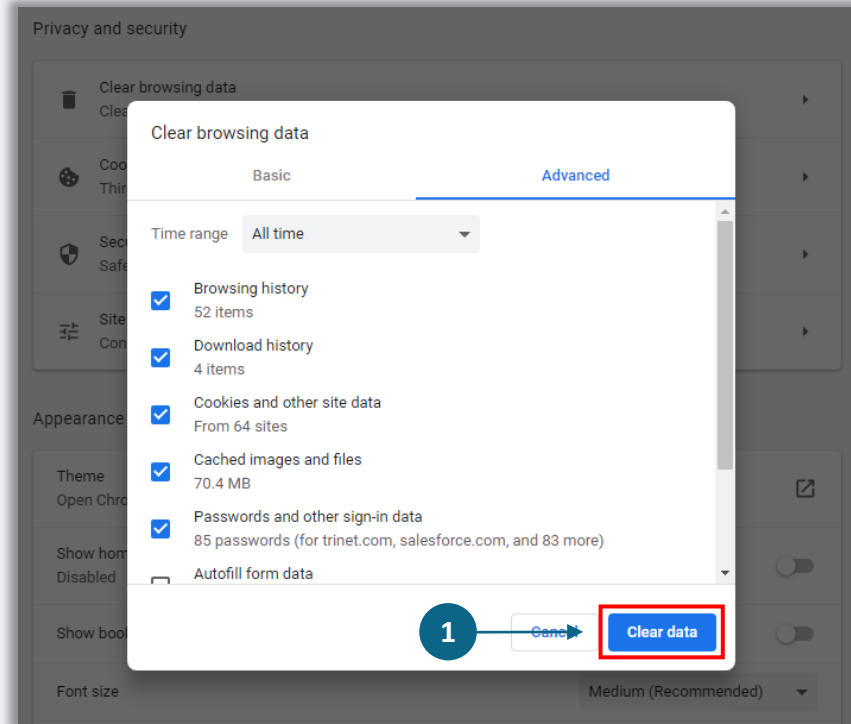 Privacy and security
Clear browsing data
Clea
Clear browsing data
Coo
Thir
Basic
Advanced
Time range
All time
Sec
Safe
Browsing history
52 items
Site
Con
Download history
4 items
Cookies and other site data
From 64 sites
Appearance
Cached images and files
70.4 MB
Theme
Open Chro
Passwords and other sign-in data
85 passwords (for trinet.com, salesforce.com, and 83 more)
Show hom
Disabled
Autofill form data
Show bool
1
Cancel
Clear data
Font size
Medium (Recommended)